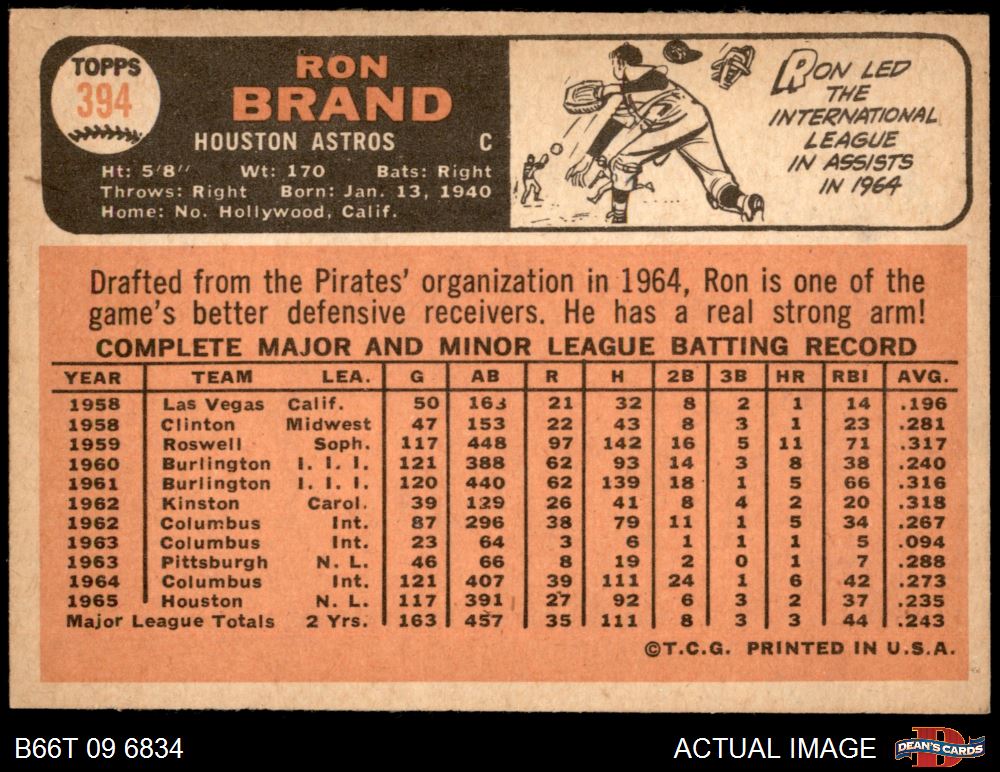 TOPPS
394
RON
BRAND
HOUSTON ASTROS C
Ht: 5'8" Wt: 170 Bats: Right
Throws: Right Born: Jan. 13, 1940
Home: No. Hollywood, Calif.
RON LED
THE
INTERNATIONAL
LEAGUE
IN ASSISTS
IN 1964
Drafted from the Pirates' organization in 1964, Ron is one of the
game's better defensive receivers. He has a real strong arm!
COMPLETE MAJOR AND MINOR LEAGUE BATTING RECORD
YEAR TEAM LEA. G AB R H 2B 3B HR RBI AVG.
1958 Las Vegas Calif. 50 163 21 32 8 2 1 14 .196
1958 Clinton Midwest 47 153 22 43 8 3 1 23 .281
1959 Roswell Soph. 117 448 97 142 16 5 11 71 .317
1960 Burlington I. I. I. 121 388 62 93 14 3 8 38 .240
1961 Burlington I. I. I. 120 440 62 139 18 1 5 66 .316
1962 Kinston Carol. 39 129 26 41 8 4 2 20 .318
1962 Columbus Int. 87 296 38 79 11 1 5 34 .267
1963 Columbus Int. 23 64 3 6 1 1 1 5 .094
1963 Pittsburgh N. L. 46 66 8 19 2 0 1 7 .288
1964 Columbus Int. 121 407 39 111 24 1 6 42 .273
1965 Houston N. L. 117 391 27 92 6 3 2 37 .235
Major League Totals 2 Yrs. 163 457 35 111 8 3 3 44 .243
©T.C.G. PRINTED IN U.S.A.
B66T 09 6834 ACTUAL IMAGE DEAN'S CARDS